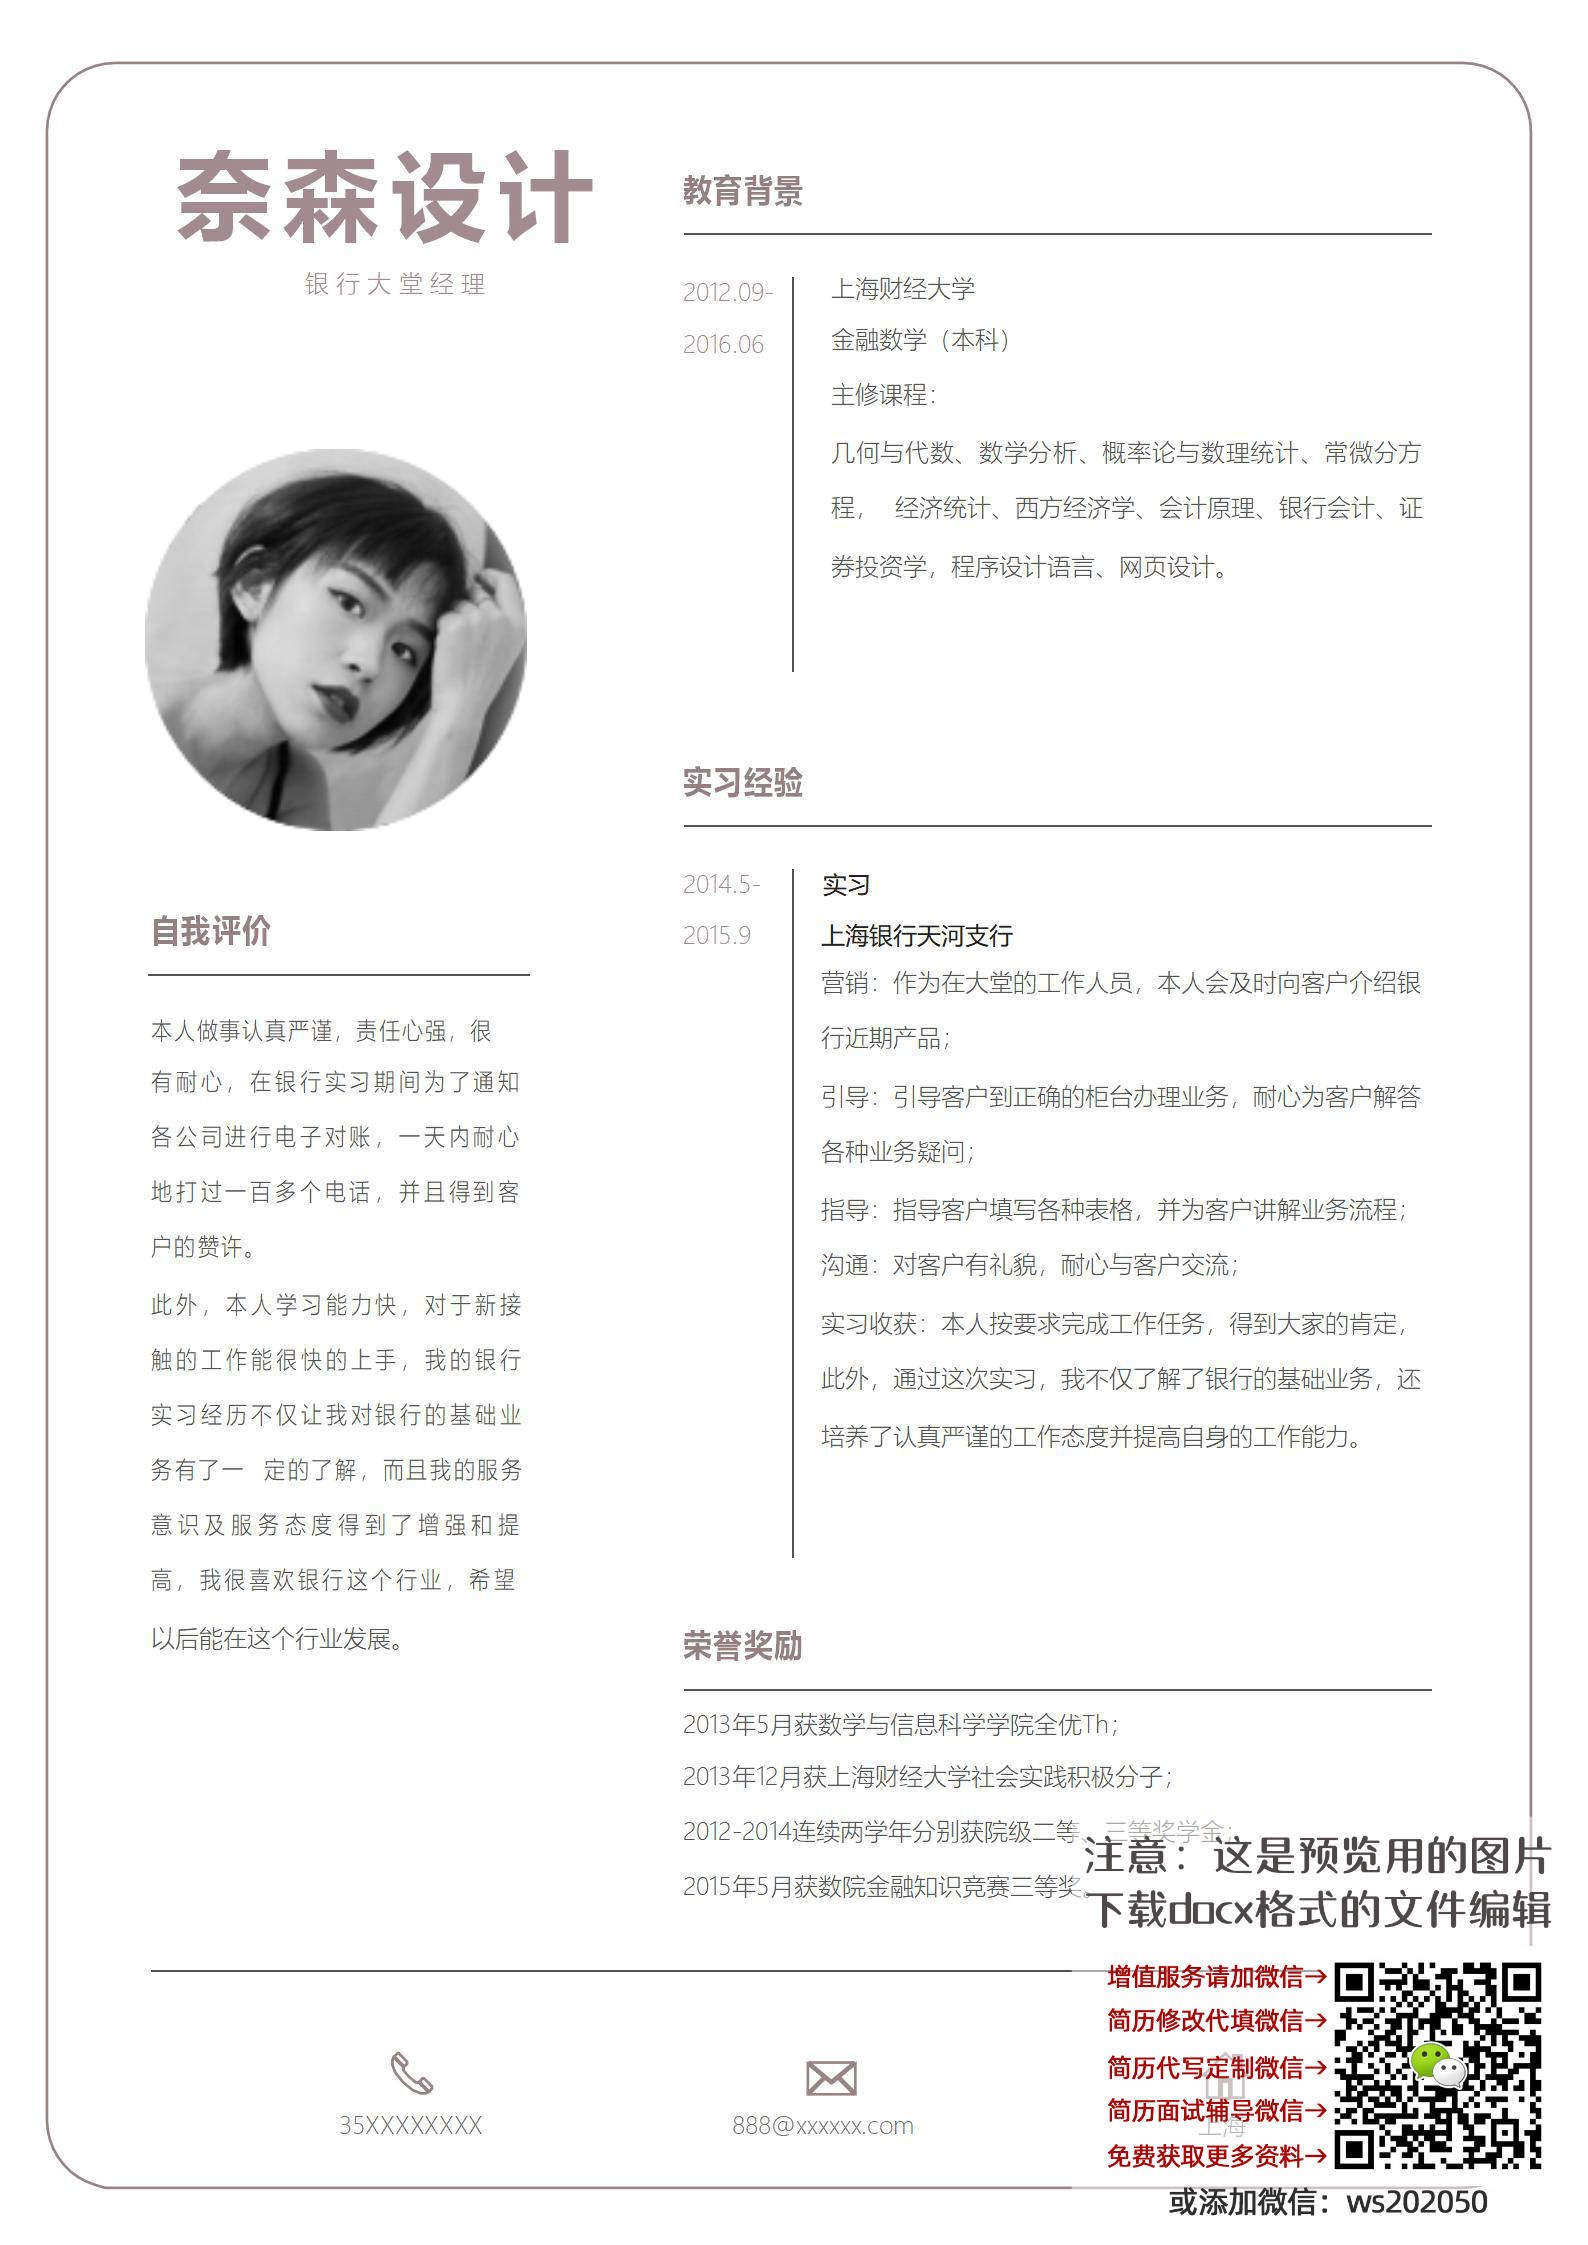 奈森设计
银行大堂经理
自我评价
本人做事认真严谨，责任心强，很
有耐心，在银行实习期间为了通知
各公司进行电子对账，一天内耐心
地打过一百多个电话，并且得到客
户的赞许。
此外，本人学习能力快，对于新接
触的工作能很快的上手，我的银行
实习经历不仅让我对银行的基础业
务有了一 定的了解，而且我的服务
意识及服务态度得到了增强和提
高，我很喜欢银行这个行业，希望
以后能在这个行业发展。
教育背景
2012.09-
2016.06
上海财经大学
金融数学（本科）
主修课程：
几何与代数、数学分析、概率论与数理统计、常微分方
程， 经济统计、西方经济学、会计原理、银行会计、证
券投资学，程序设计语言、网页设计。
实习经验
2014.5-
2015.9
实习
上海银行天河支行
营销：作为在大堂的工作人员，本人会及时向客户介绍银
行近期产品；
引导：引导客户到正确的柜台办理业务，耐心为客户解答
各种业务疑问；
指导：指导客户填写各种表格，并为客户讲解业务流程；
沟通：对客户有礼貌，耐心与客户交流；
实习收获：本人按要求完成工作任务，得到大家的肯定，
此外，通过这次实习，我不仅了解了银行的基础业务，还
培养了认真严谨的工作态度并提高自身的工作能力。
荣誉奖励
2013年5月获数学与信息科学学院全优Th；
2013年12月获上海财经大学社会实践积极分子；
2012-2014连续两学年分别获院级二等、三等奖学金；
2015年5月获数院金融知识竞赛三等奖。
35XXXXXXXX
888@xxxxxx.com
上海
注意：这是预览用的图片
下载docx格式的文件编辑
增值服务请加微信→
简历修改代填微信→
简历代写定制微信→
简历面试辅导微信→
免费获取更多资料→
或添加微信：ws202050